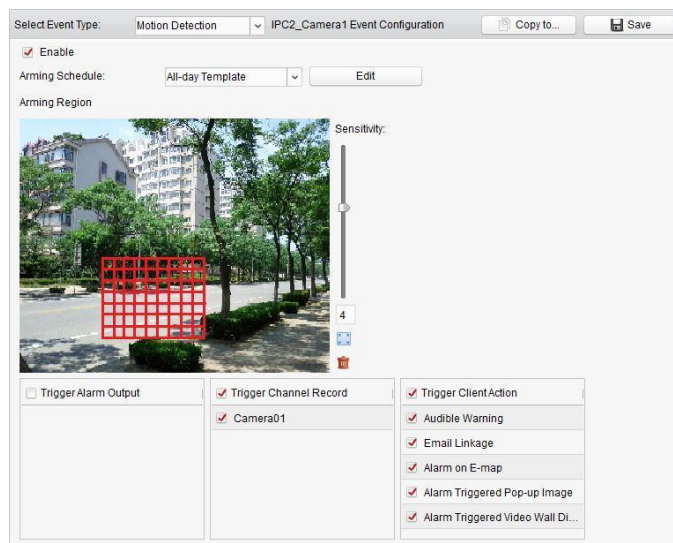 Select Event Type: Motion Detection IPC2_Camera1 Event Configuration Copy to... Save
Enable
Arming Schedule: All-day Template Edit
Arming Region
Sensitivity:
4
Trigger Alarm Output
Trigger Channel Record
Camera01
Trigger Client Action
Audible Warning
Email Linkage
Alarm on E-map
Alarm Triggered Pop-up Image
Alarm Triggered Video Wall Di...